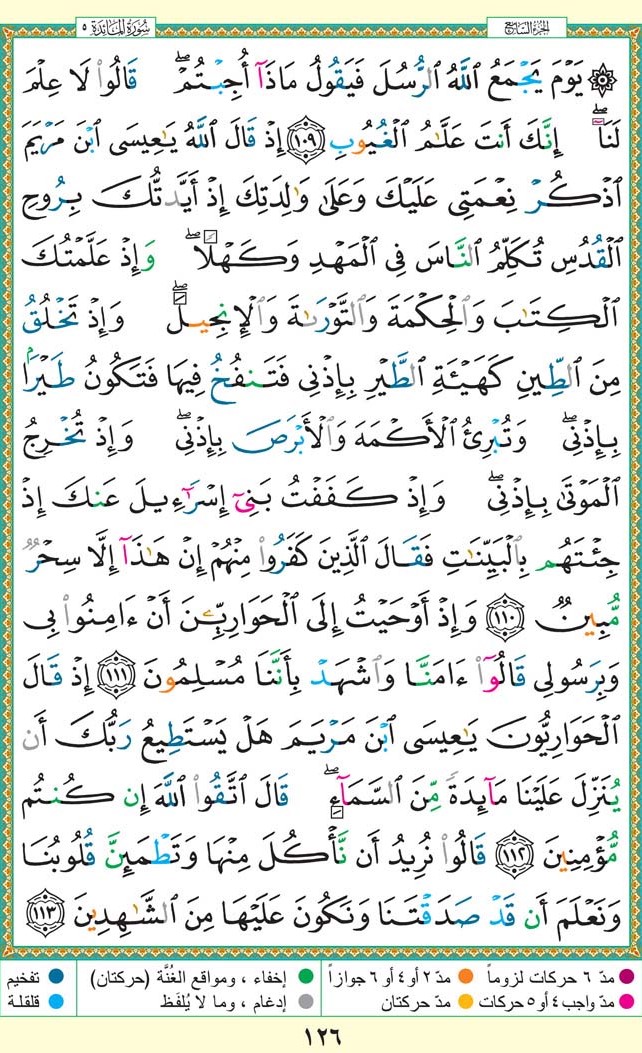 سُورَةُ المَائدَة ٥
الجزء السابع
۞ يَوْمَ يَجْمَعُ ٱللَّهُ ٱلرُّسُلَ فَيَقُولُ مَاذَآ أُجِبْتُمْ ۖ قَالُوا۟ لَا عِلْمَ
لَنَآ ۖ إِنَّكَ أَنتَ عَلَّـٰمُ ٱلْغُيُوبِ ١٠٩ إِذْ قَالَ ٱللَّهُ يَـٰعِيسَى ٱبْنَ مَرْيَمَ
ٱذْكُرْ نِعْمَتِى عَلَيْكَ وَعَلَىٰ وَٰلِدَتِكَ إِذْ أَيَّدتُّكَ بِرُوحِ
ٱلْقُدُسِ تُكَلِّمُ ٱلنَّاسَ فِى ٱلْمَهْدِ وَكَهْلًا ۖ وَإِذْ عَلَّمْتُكَ
ٱلْكِتَـٰبَ وَٱلْحِكْمَةَ وَٱلتَّوْرَىٰةَ وَٱلْإِنجِيلَ ۖ وَإِذْ تَخْلُقُ
مِنَ ٱلطِّينِ كَهَيْـَٔةِ ٱلطَّيْرِ بِإِذْنِى فَتَنفُخُ فِيهَا فَتَكُونُ طَيْرًۢا
بِإِذْنِى ۖ وَتُبْرِئُ ٱلْأَكْمَهَ وَٱلْأَبْرَصَ بِإِذْنِى ۖ وَإِذْ تُخْرِجُ
ٱلْمَوْتَىٰ بِإِذْنِى ۖ وَإِذْ كَفَفْتُ بَنِىٓ إِسْرَٰٓءِيلَ عَنكَ إِذْ
جِئْتَهُم بِٱلْبَيِّنَـٰتِ فَقَالَ ٱلَّذِينَ كَفَرُوا۟ مِنْهُمْ إِنْ هَـٰذَآ إِلَّا سِحْرٌ
مُّبِينٌ ١١٠ وَإِذْ أَوْحَيْتُ إِلَى ٱلْحَوَارِيِّـۧنَ أَنْ ءَامِنُوا۟ بِى
وَبِرَسُولِى قَالُوٓا۟ ءَامَنَّا وَٱشْهَدْ بِأَنَّنَا مُسْلِمُونَ ١١١ إِذْ قَالَ
ٱلْحَوَارِيُّونَ يَـٰعِيسَى ٱبْنَ مَرْيَمَ هَلْ يَسْتَطِيعُ رَبُّكَ أَن
يُنَزِّلَ عَلَيْنَا مَآئِدَةً مِّنَ ٱلسَّمَآءِ ۖ قَالَ ٱتَّقُوا۟ ٱللَّهَ إِن كُنتُم
مُّؤْمِنِينَ ١١٢ قَالُوا۟ نُرِيدُ أَن نَّأْكُلَ مِنْهَا وَتَطْمَئِنَّ قُلُوبُنَا
وَنَعْلَمَ أَن قَدْ صَدَقْتَنَا وَنَكُونَ عَلَيْهَا مِنَ ٱلشَّـٰهِدِينَ ١١٣
مدّ ٦ حركات لزوماً مدّ ٢ أو ٤ أو ٦ جوازاً إخفاء ، ومواقع الغُنَّة (حركتان) تفخيم
مدّ واجب ٤ أو ٥ حركات مدّ حركتان إدغام ، وما لا يُلفَظ قلقلة
١٢٦